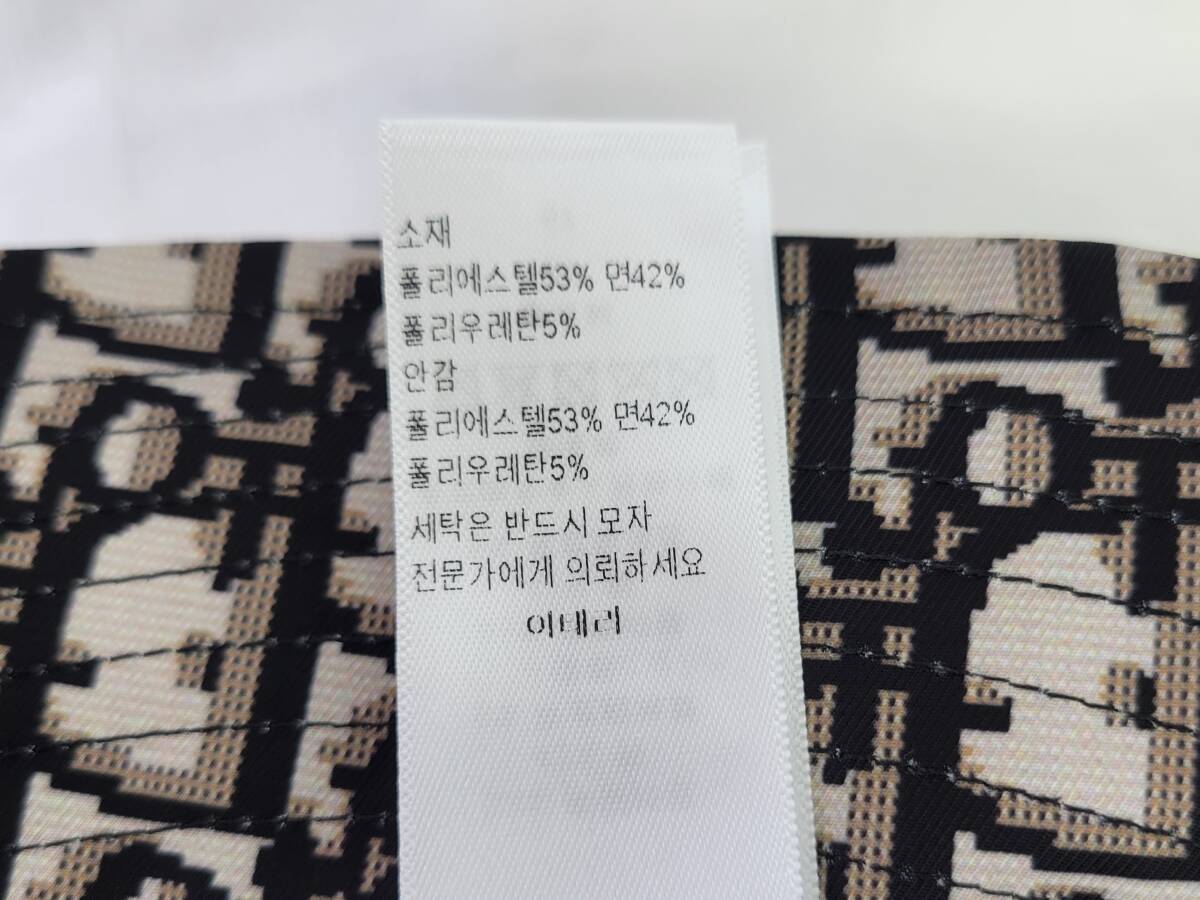 소재
폴리에스텔53% 면42%
폴리우레탄5%
안감
폴리에스텔53% 면42%
폴리우레탄5%
세탁은 반드시 모자
전문가에게 의뢰하세요
이태리